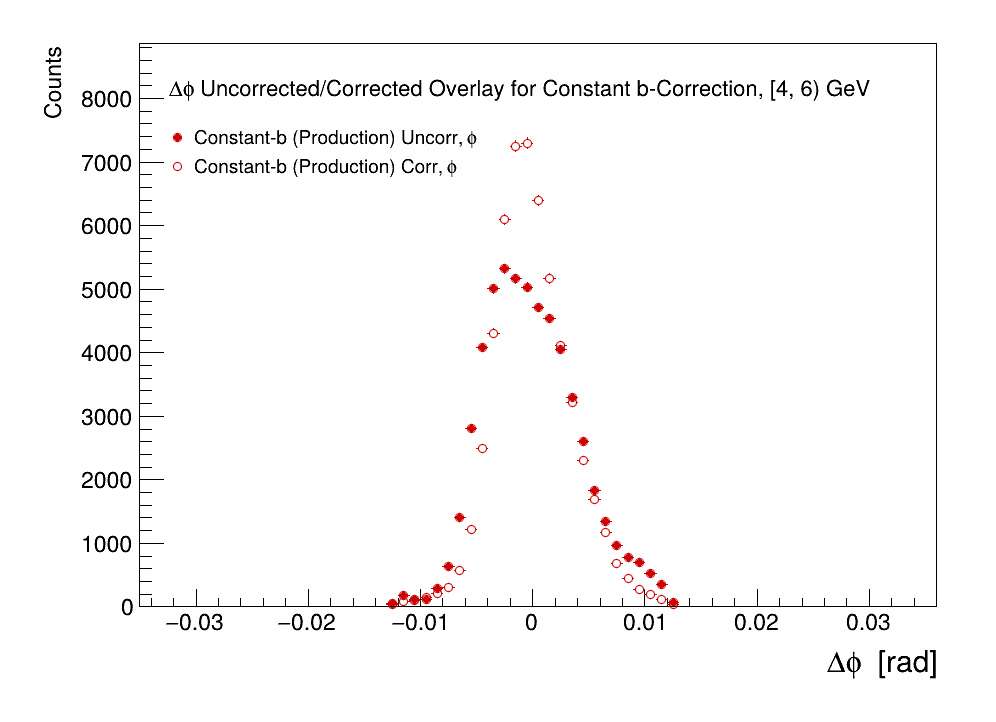 Counts
Δϕ Uncorrected/Corrected Overlay for Constant b-Correction, [4, 6) GeV
Constant-b (Production) Uncorr, ϕ
Constant-b (Production) Corr, ϕ
8000
7000
6000
5000
4000
3000
2000
1000
0
−0.03 −0.02 −0.01 0 0.01 0.02 0.03
Δϕ [rad]